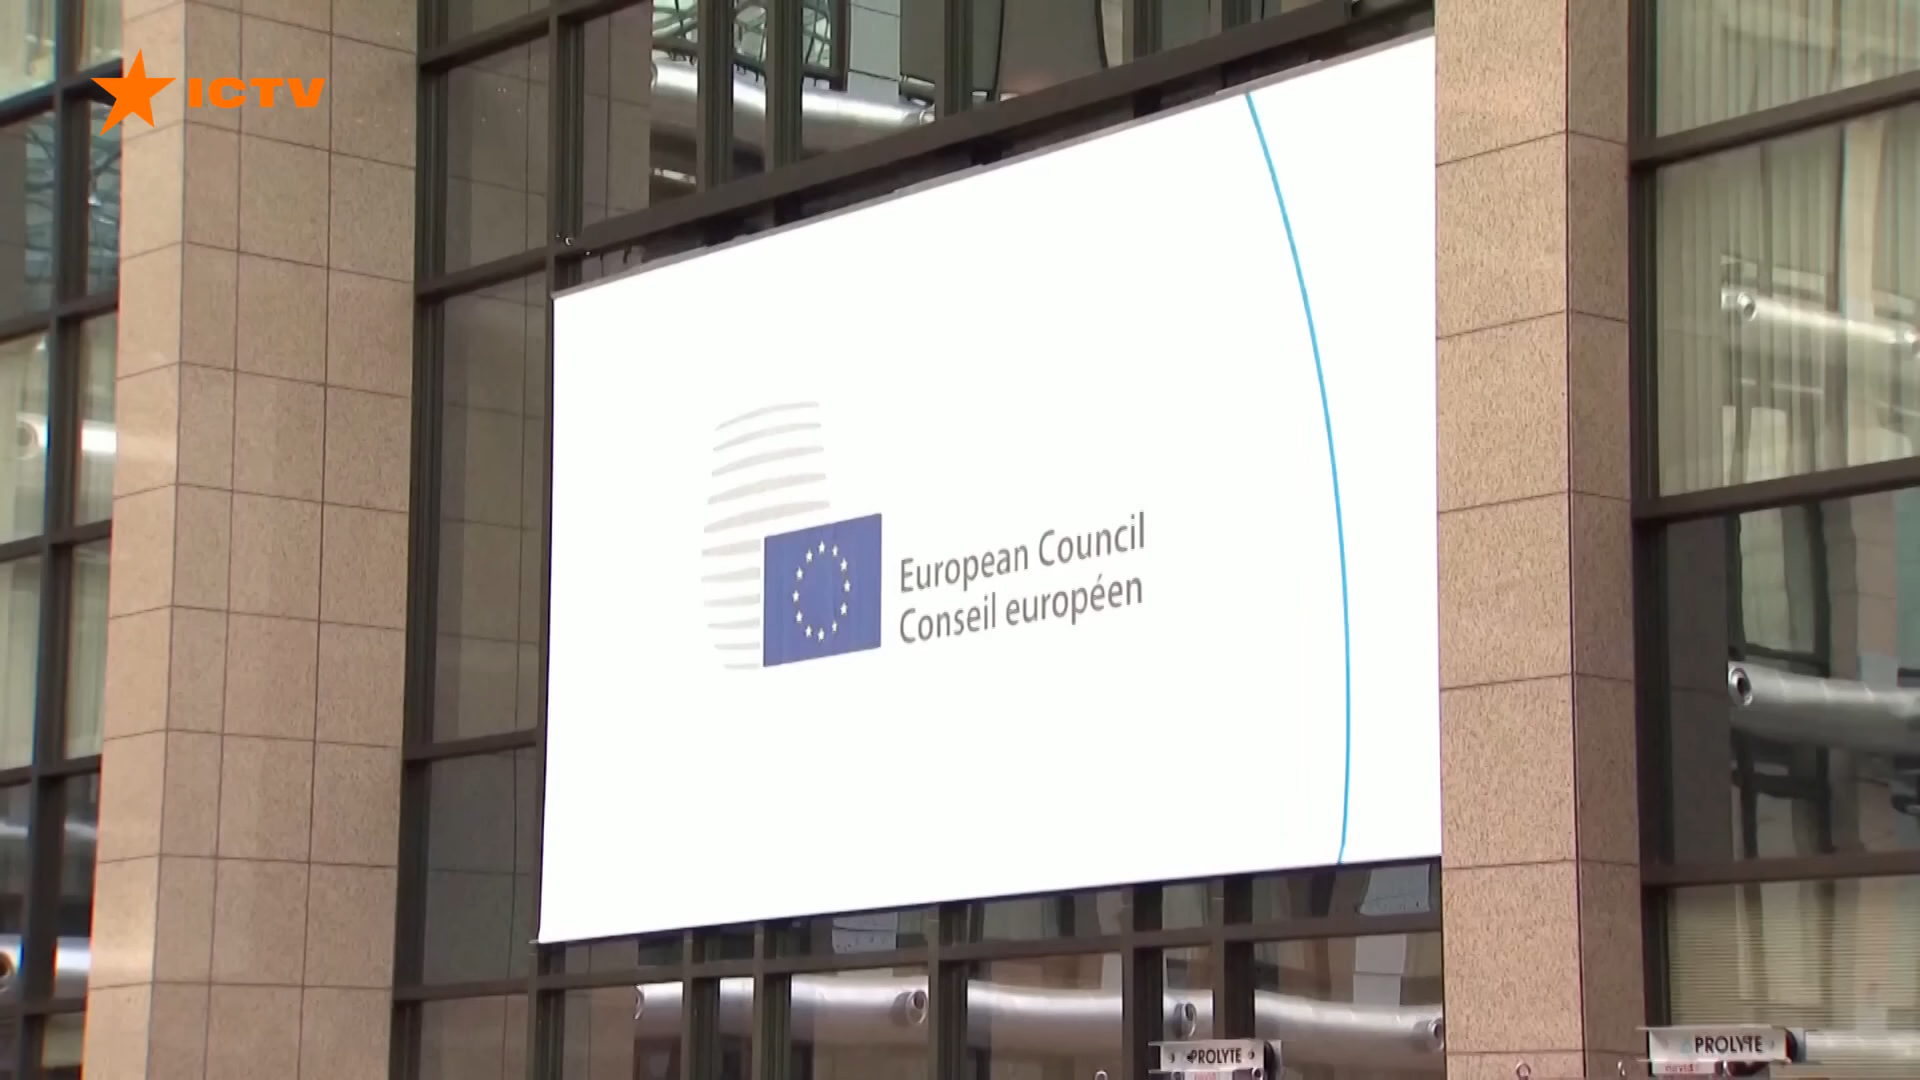 ICTV
European Council
Conseil européen
PROLYTE
PROLYTE